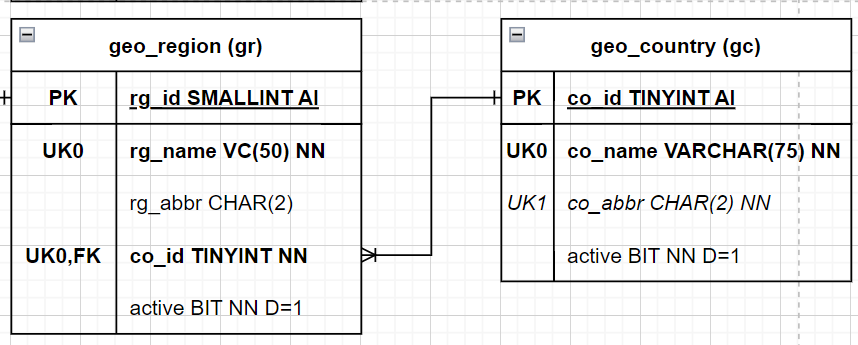 geo_region (gr)
PK rg_id SMALLINT AI
UK0 rg_name VC(50) NN
rg_abbr CHAR(2)
UK0,FK co_id TINYINT NN
active BIT NN D=1
geo_country (gc)
PK co_id TINYINT AI
UK0 co_name VARCHAR(75) NN
UK1 co_abbr CHAR(2) NN
active BIT NN D=1